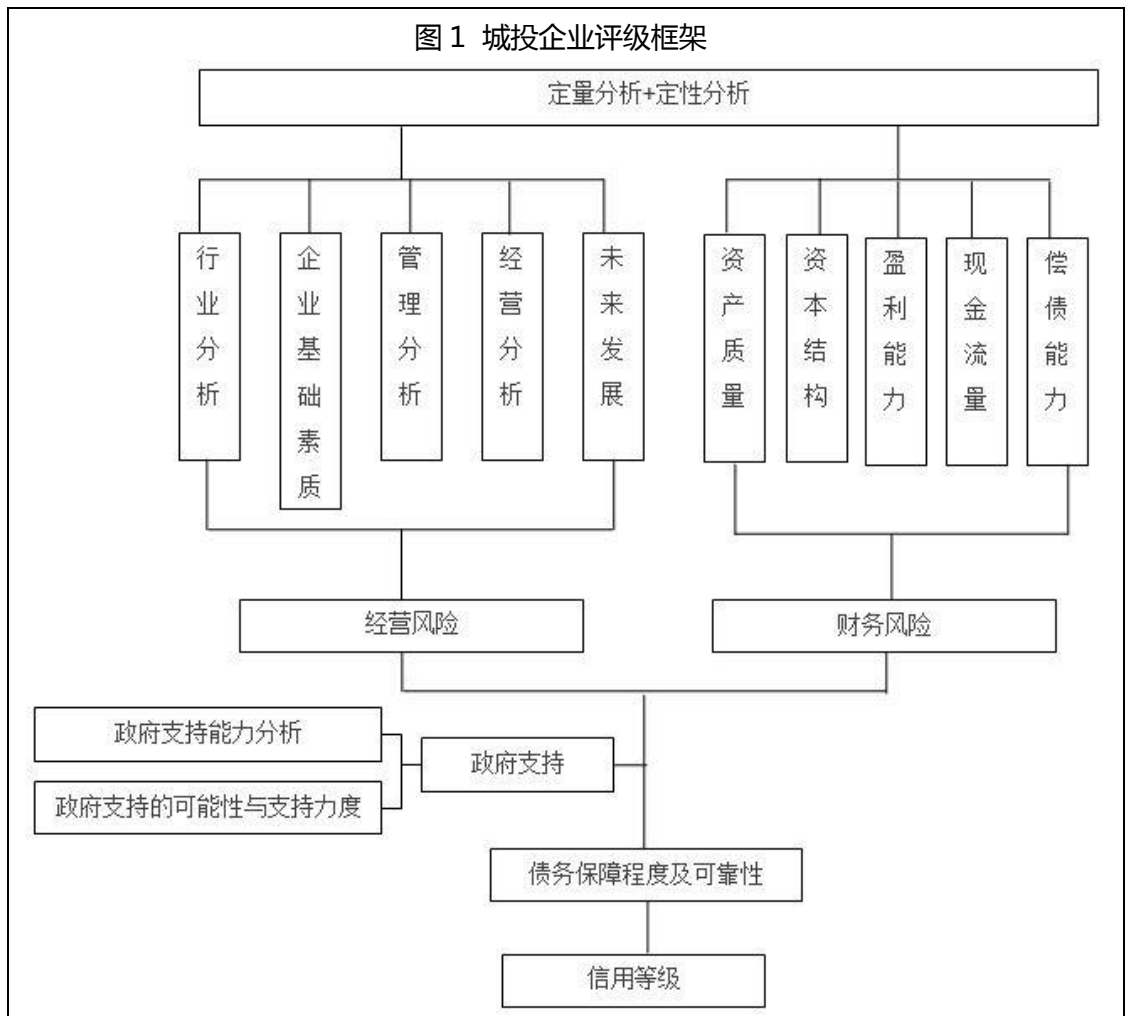 图 1 城投企业评级框架
定量分析+定性分析
行业分析
企业基础素质
管理分析
经营分析
未来发展
资产质量
资本结构
盈利能力
现金流量
偿债能力
经营风险
财务风险
政府支持能力分析
政府支持
政府支持的可能性与支持力度
债务保障程度及可靠性
信用等级